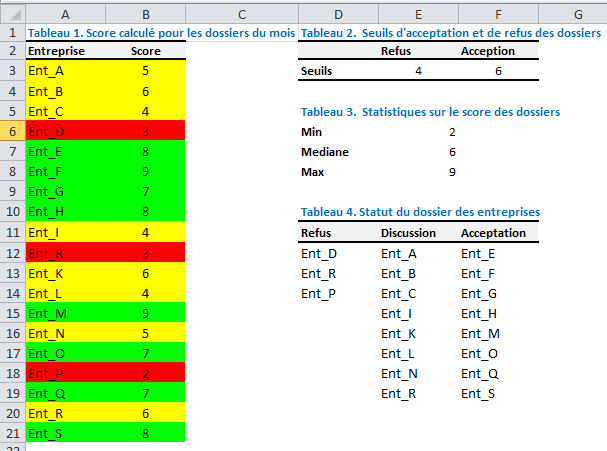 A B C D E F G
1 Tableau 1. Score calculé pour les dossiers du mois Tableau 2. Seuils d'acceptation et de refus des dossiers
2 Entreprise Score Refus Acception
3 Ent_A 5 Seuils 4 6
4 Ent_B 6
5 Ent_C 4 Tableau 3. Statistiques sur le score des dossiers
6 Ent_D 3 Min 2
7 Ent_E 8 Mediane 6
8 Ent_F 9 Max 9
9 Ent_G 7
10 Ent_H 8 Tableau 4. Statut du dossier des entreprises
11 Ent_I 4 Refus Discussion Acceptation
12 Ent_R 3 Ent_D Ent_A Ent_E
13 Ent_K 6 Ent_R Ent_B Ent_F
14 Ent_L 4 Ent_P Ent_C Ent_G
15 Ent_M 9 Ent_I Ent_H
16 Ent_N 5 Ent_K Ent_M
17 Ent_O 7 Ent_L Ent_O
18 Ent_P 2 Ent_N Ent_Q
19 Ent_Q 7 Ent_R Ent_S
20 Ent_R 6
21 Ent_S 8